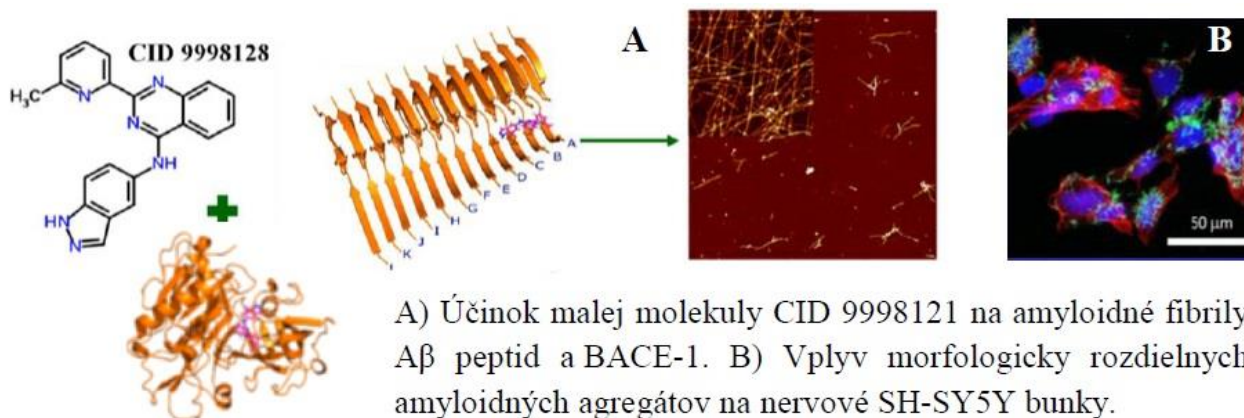 CID 9998128
A
B
N
H₃C
N
N
NH
HN
N
A
B
C
D
E
F
G
H
I
J
K
50 µm
A) Účinok malej molekuly CID 9998121 na amyloidné fibrily
Aβ peptid a BACE-1. B) Vplyv morfologicky rozdielnych
amyloidných agregátov na nervové SH-SY5Y bunky.